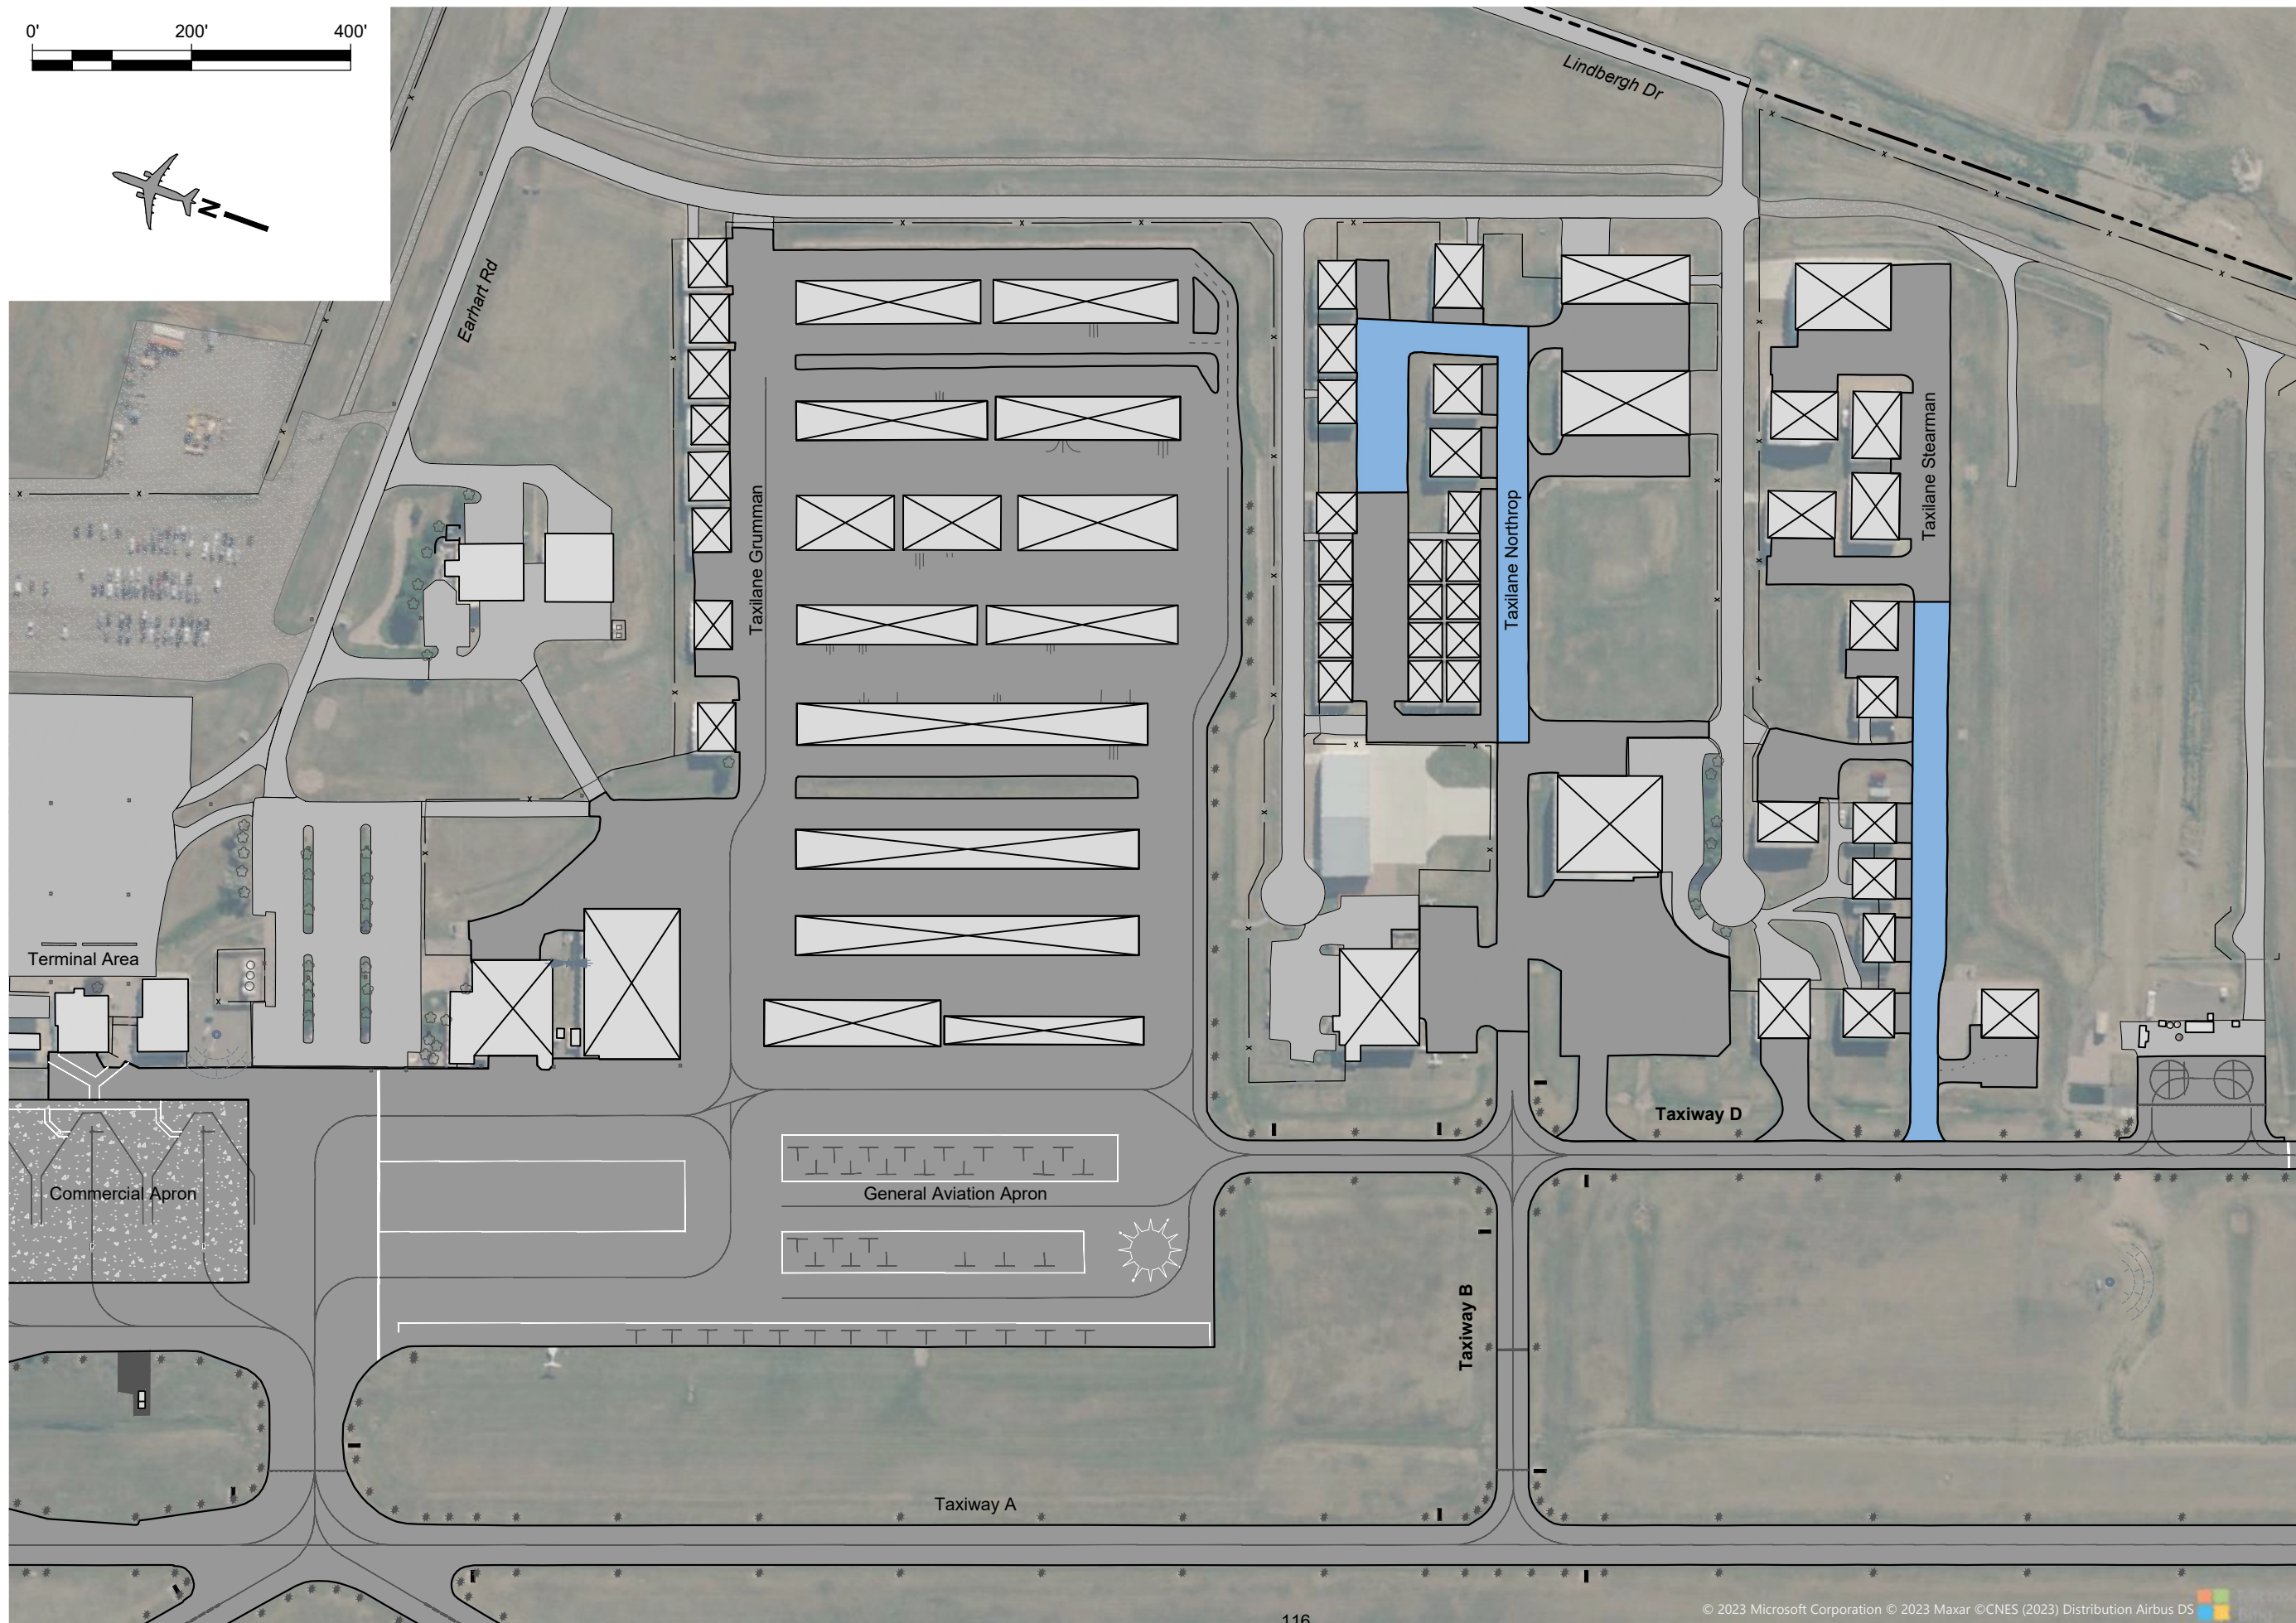 0' 200' 400'
N
Lindbergh Dr
Earhart Rd
Taxilane Grumman
Taxilane Northrop
Taxilane Stearman
Terminal Area
Taxiway D
Commercial Apron
General Aviation Apron
Taxiway B
Taxiway A
116
© 2023 Microsoft Corporation © 2023 Maxar ©CNES (2023) Distribution Airbus DS